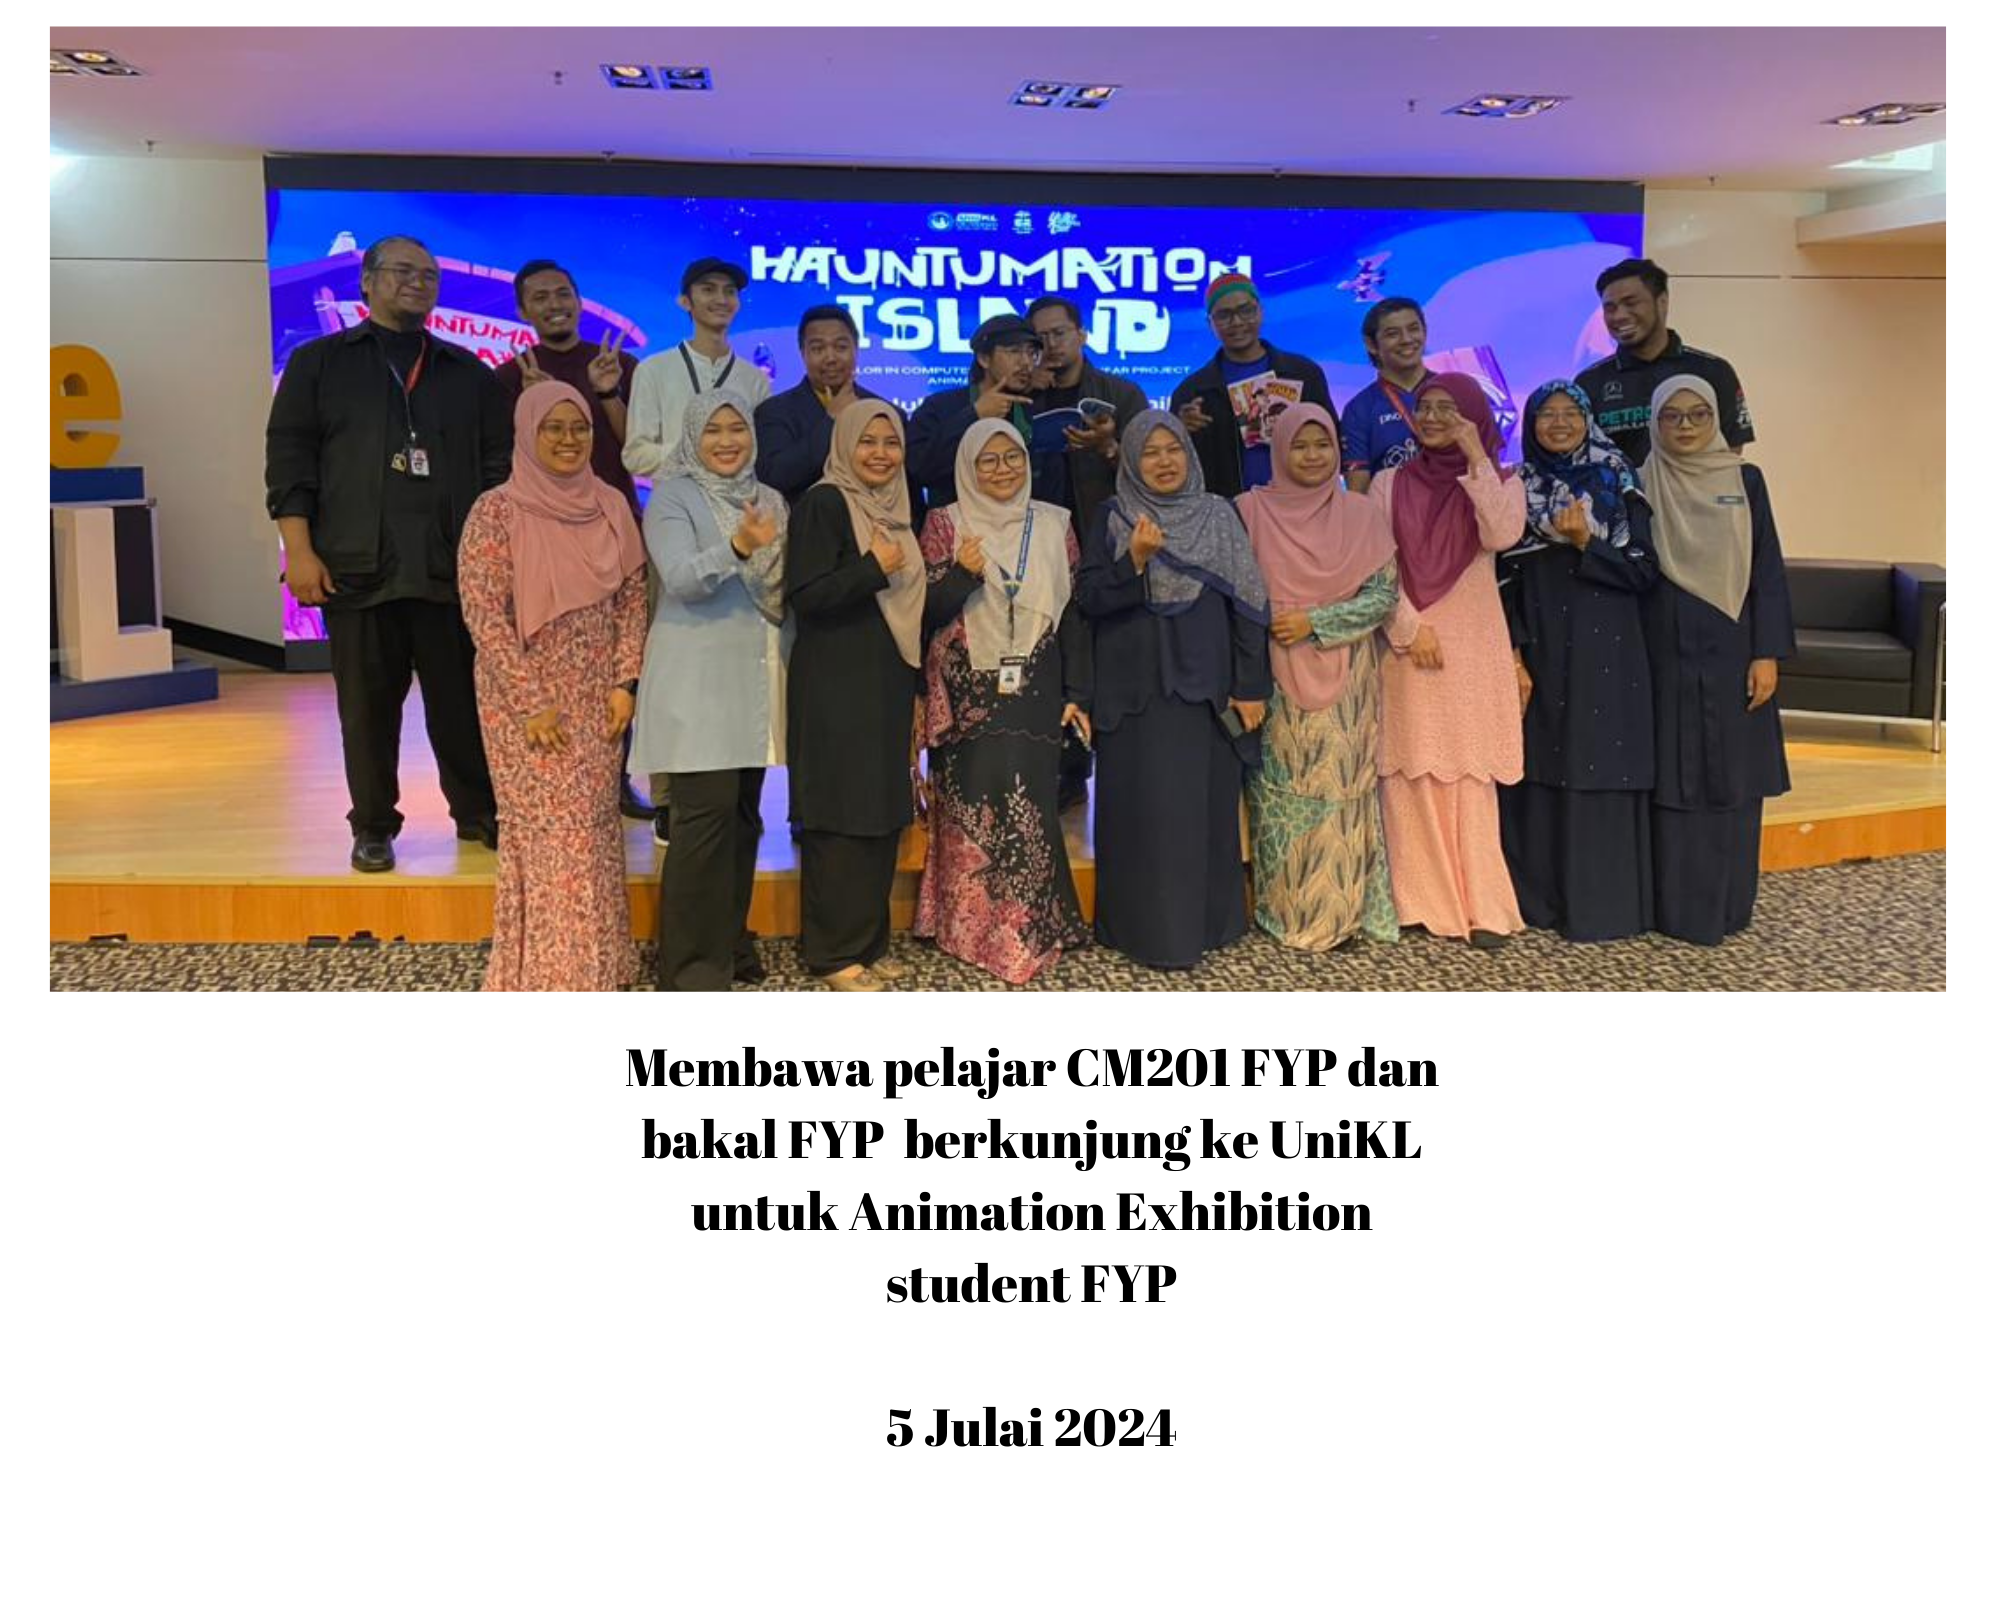 HAUNTUMATION
ISLAND
PETRO
Membawa pelajar CM201 FYP dan
bakal FYP berkunjung ke UniKL
untuk Animation Exhibition
student FYP
5 Julai 2024